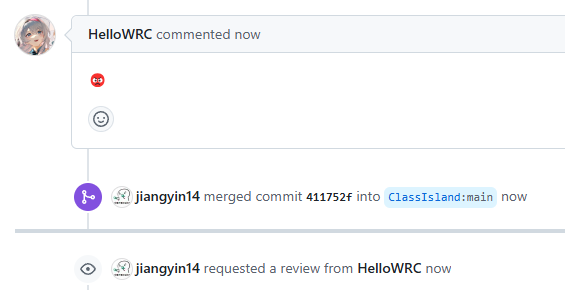 HelloWRC commented now
jiangyin14 merged commit 411752f into ClassIsland:main now
jiangyin14 requested a review from HelloWRC now